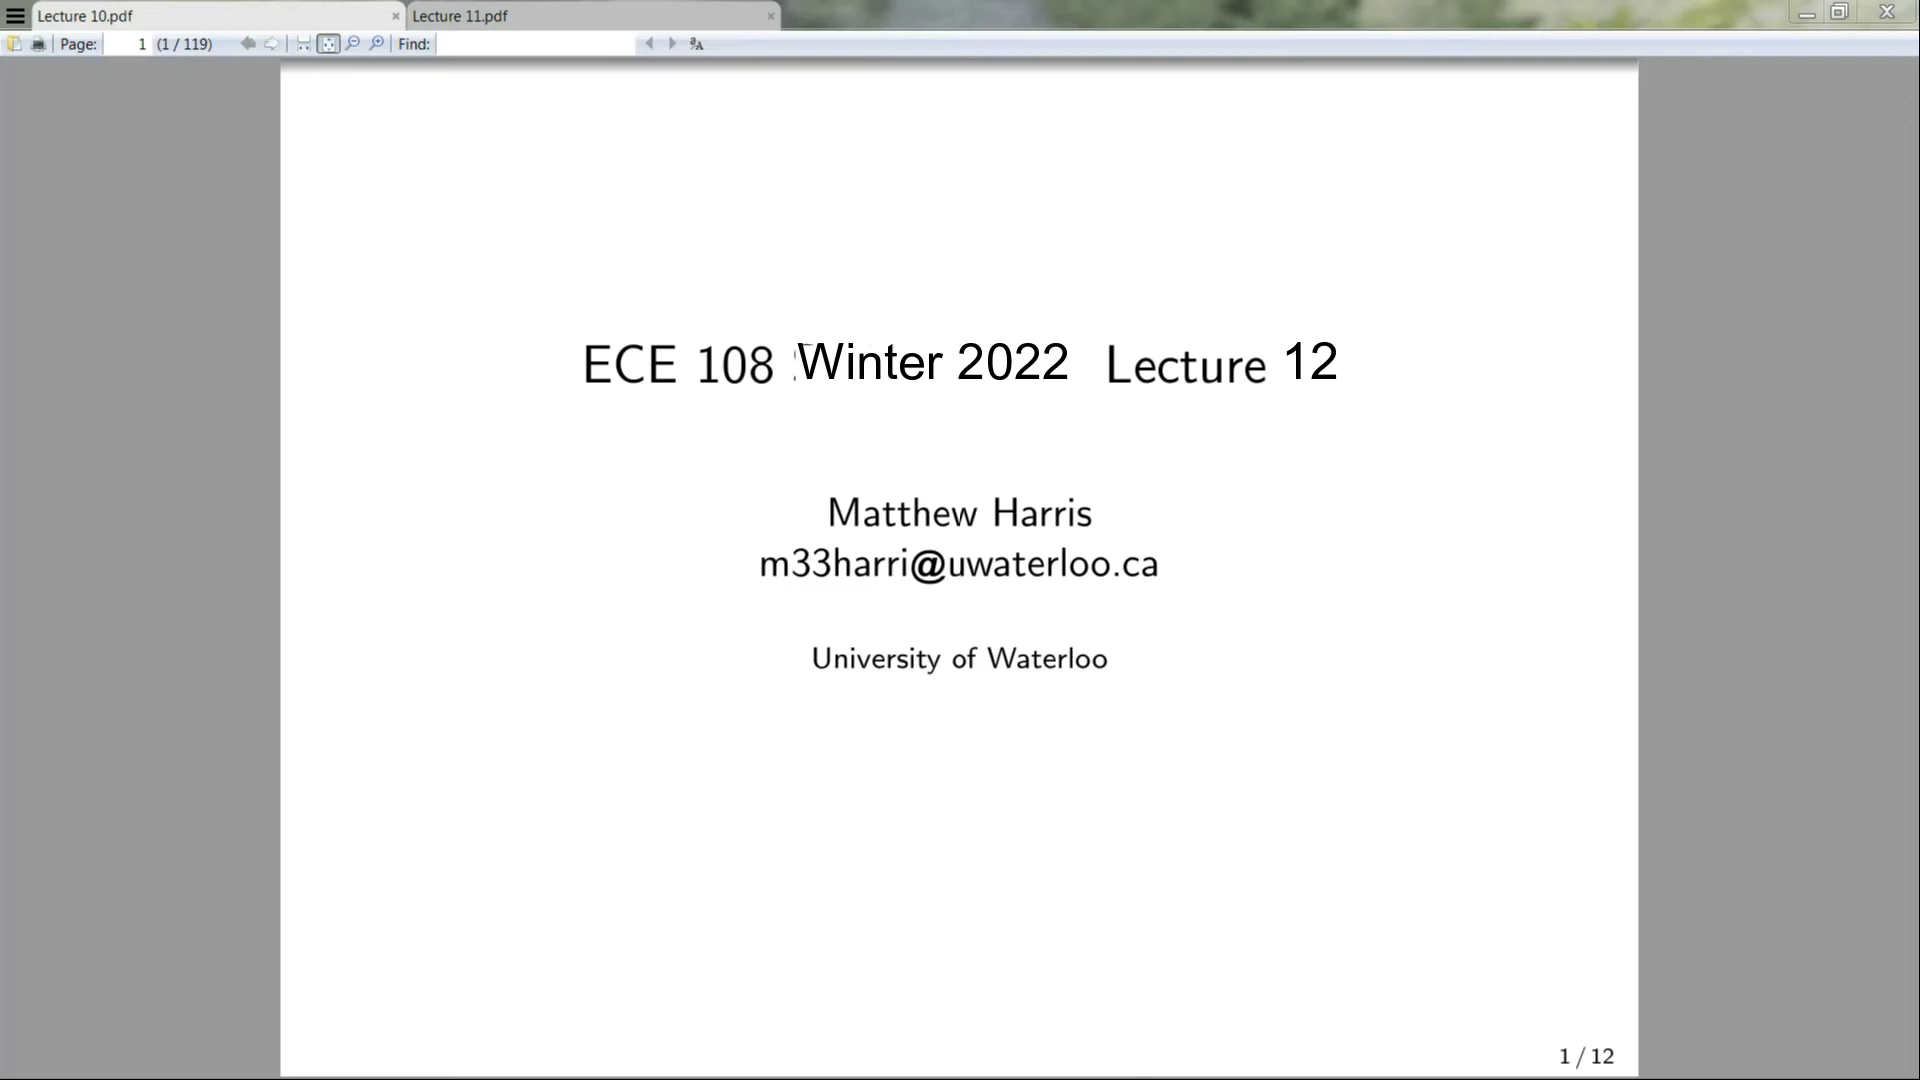 Lecture 10.pdf
Lecture 11.pdf
Page: 1 (1 / 119) Find:
ECE 108 Winter 2022 Lecture 12
Matthew Harris
m33harri@uwaterloo.ca
University of Waterloo
1 / 12